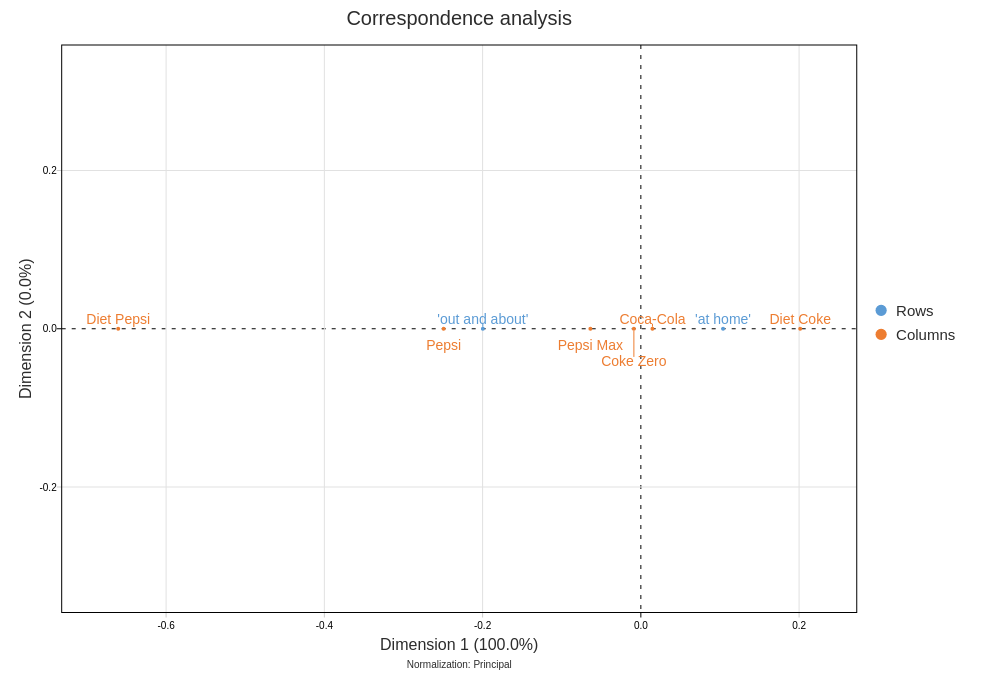 Correspondence analysis
Dimension 2 (0.0%)
0.2
0.0
-0.2
Diet Pepsi
'out and about'
Coca-Cola
'at home'
Diet Coke
Pepsi
Pepsi Max
Coke Zero
Rows
Columns
-0.6
-0.4
-0.2
0.0
0.2
Dimension 1 (100.0%)
Normalization: Principal